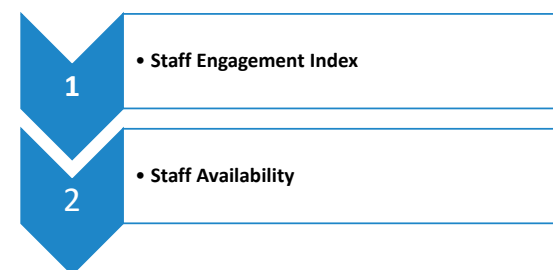 1
• Staff Engagement Index
2
• Staff Availability